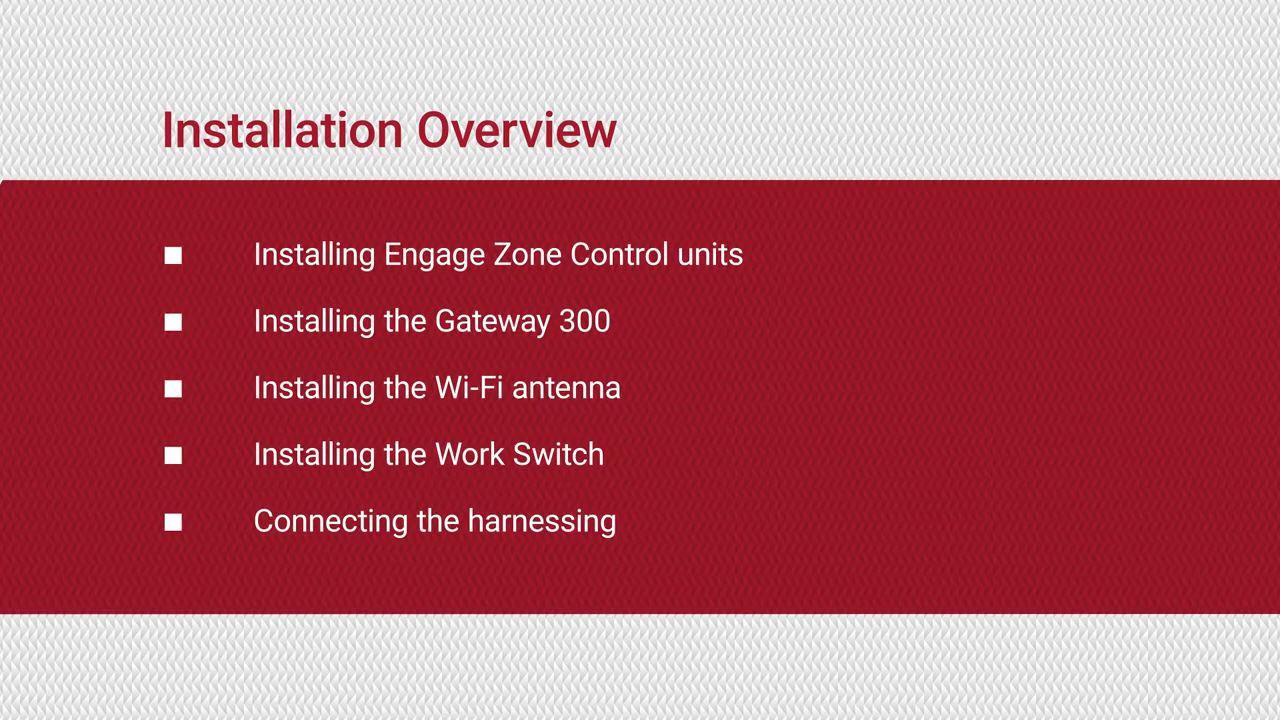 Installation Overview
Installing Engage Zone Control units
Installing the Gateway 300
Installing the Wi-Fi antenna
Installing the Work Switch
Connecting the harnessing